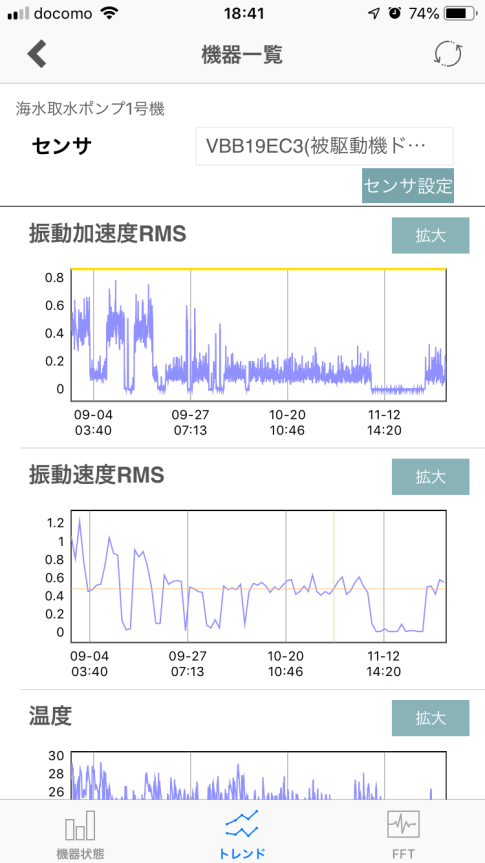 docomo 18:41 74%
機器一覧
海水取水ポンプ1号機
センサ VBB19EC3(被駆動機ド…
センサ設定
振動加速度RMS 拡大
0.8
0.6
0.4
0.2
0
09-04 09-27 10-20 11-12
03:40 07:13 10:46 14:20
振動速度RMS 拡大
1.2
1
0.8
0.6
0.4
0.2
0
09-04 09-27 10-20 11-12
03:40 07:13 10:46 14:20
温度 拡大
30
28
26
機器状態 トレンド FFT